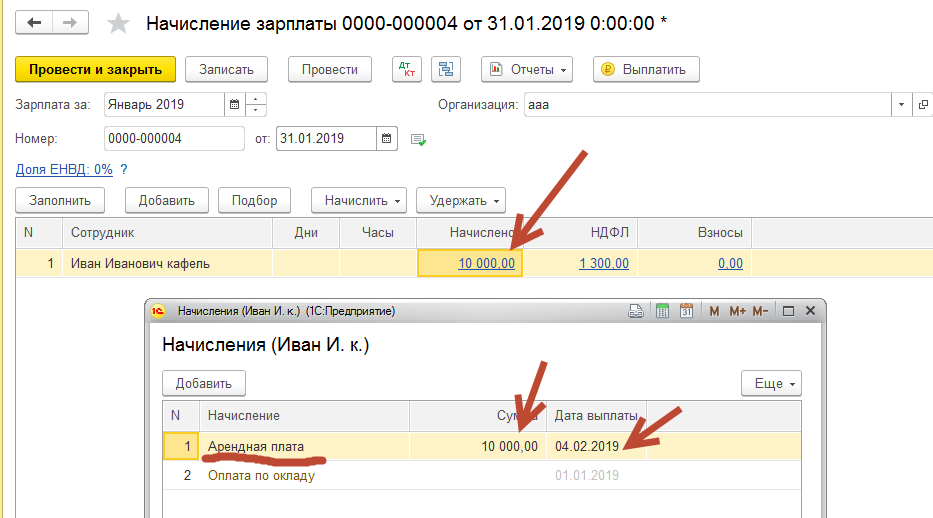 Начисление зарплаты 0000-000004 от 31.01.2019 0:00:00 *
Провести и закрыть Записать Провести Дт Кт Отчеты Выплатить
Зарплата за: Январь 2019 Организация: ааа
Номер: 0000-000004 от: 31.01.2019
Доля ЕНВД: 0% ?
Заполнить Добавить Подбор Начислить Удержать
N Сотрудник Дни Часы Начислено НДФЛ Взносы
1 Иван Иванович кафель 10 000,00 1 300,00 0,00
1С Начисления (Иван И. к.) (1С:Предприятие) 31 M M+ M-
Начисления (Иван И. к.)
Добавить Еще
N Начисление Сумма Дата выплаты
1 Арендная плата 10 000,00 04.02.2019
2 Оплата по окладу 01.01.2019